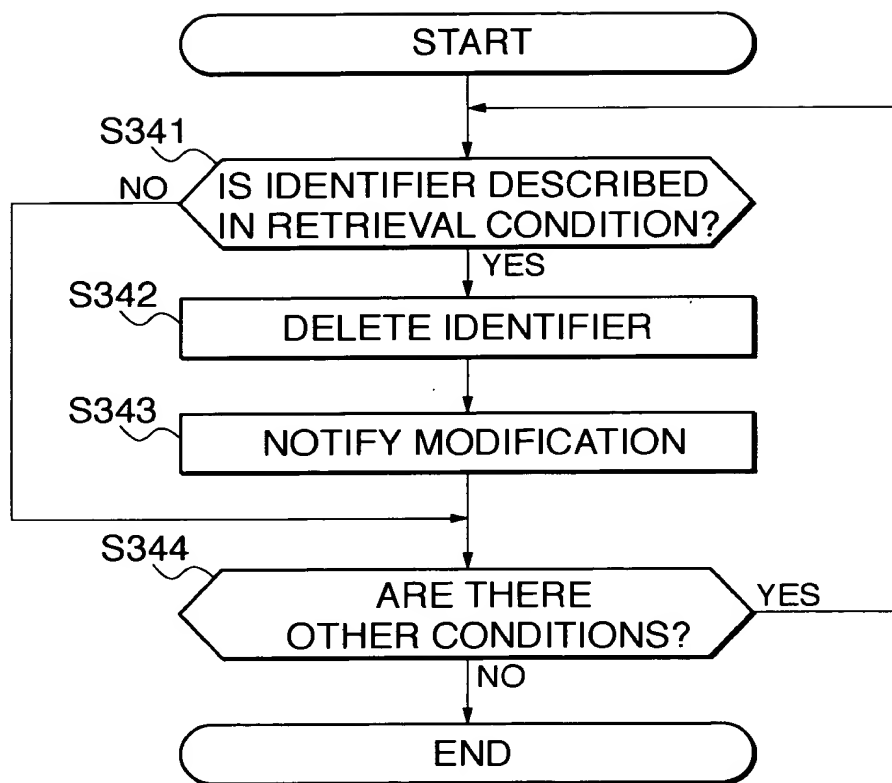 START
S341
NO
IS IDENTIFIER DESCRIBED
IN RETRIEVAL CONDITION?
YES
S342
DELETE IDENTIFIER
S343
NOTIFY MODIFICATION
S344
ARE THERE
OTHER CONDITIONS?
YES
NO
END